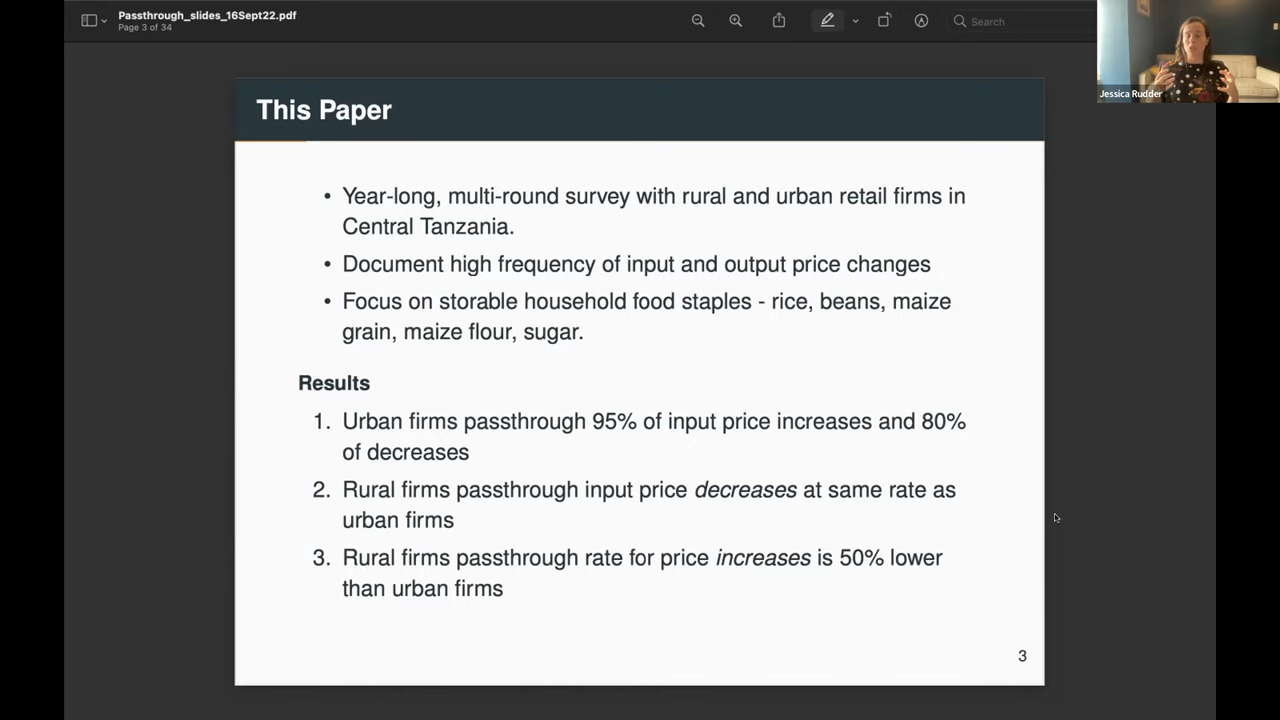 Passthrough_slides_16Sept22.pdf
Page 3 of 34
Search
Jessica Rudder
This Paper
• Year-long, multi-round survey with rural and urban retail firms in
Central Tanzania.
• Document high frequency of input and output price changes
• Focus on storable household food staples - rice, beans, maize
grain, maize flour, sugar.
Results
1. Urban firms passthrough 95% of input price increases and 80%
of decreases
2. Rural firms passthrough input price decreases at same rate as
urban firms
3. Rural firms passthrough rate for price increases is 50% lower
than urban firms
3